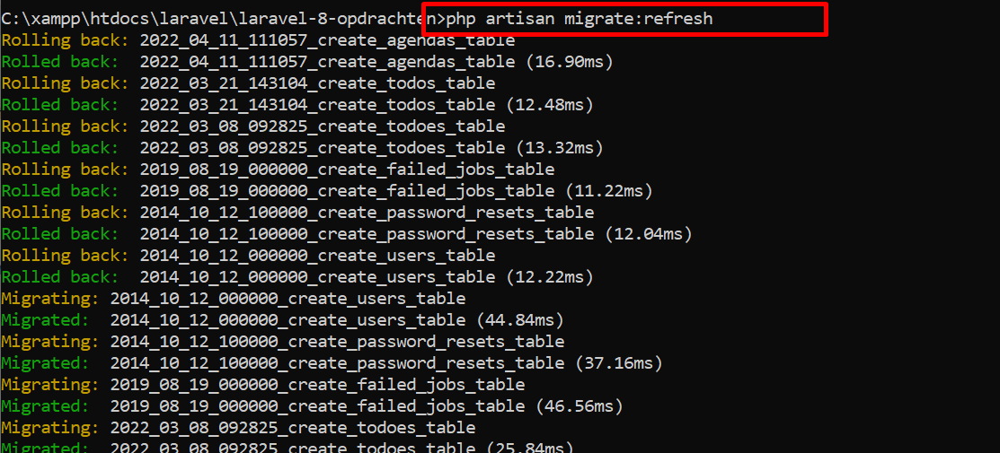 C:\xampp\htdocs\laravel\laravel-8-opdrachten>php artisan migrate:refresh
Rolling back: 2022_04_11_111057_create_agendas_table
Rolled back:  2022_04_11_111057_create_agendas_table (16.90ms)
Rolling back: 2022_03_21_143104_create_todos_table
Rolled back:  2022_03_21_143104_create_todos_table (12.48ms)
Rolling back: 2022_03_08_092825_create_todoes_table
Rolled back:  2022_03_08_092825_create_todoes_table (13.32ms)
Rolling back: 2019_08_19_000000_create_failed_jobs_table
Rolled back:  2019_08_19_000000_create_failed_jobs_table (11.22ms)
Rolling back: 2014_10_12_100000_create_password_resets_table
Rolled back:  2014_10_12_100000_create_password_resets_table (12.04ms)
Rolling back: 2014_10_12_000000_create_users_table
Rolled back:  2014_10_12_000000_create_users_table (12.22ms)
Migrating: 2014_10_12_000000_create_users_table
Migrated:  2014_10_12_000000_create_users_table (44.84ms)
Migrating: 2014_10_12_100000_create_password_resets_table
Migrated:  2014_10_12_100000_create_password_resets_table (37.16ms)
Migrating: 2019_08_19_000000_create_failed_jobs_table
Migrated:  2019_08_19_000000_create_failed_jobs_table (46.56ms)
Migrating: 2022_03_08_092825_create_todoes_table
Migrated:  2022_03_08_092825_create_todoes_table (25.84ms)